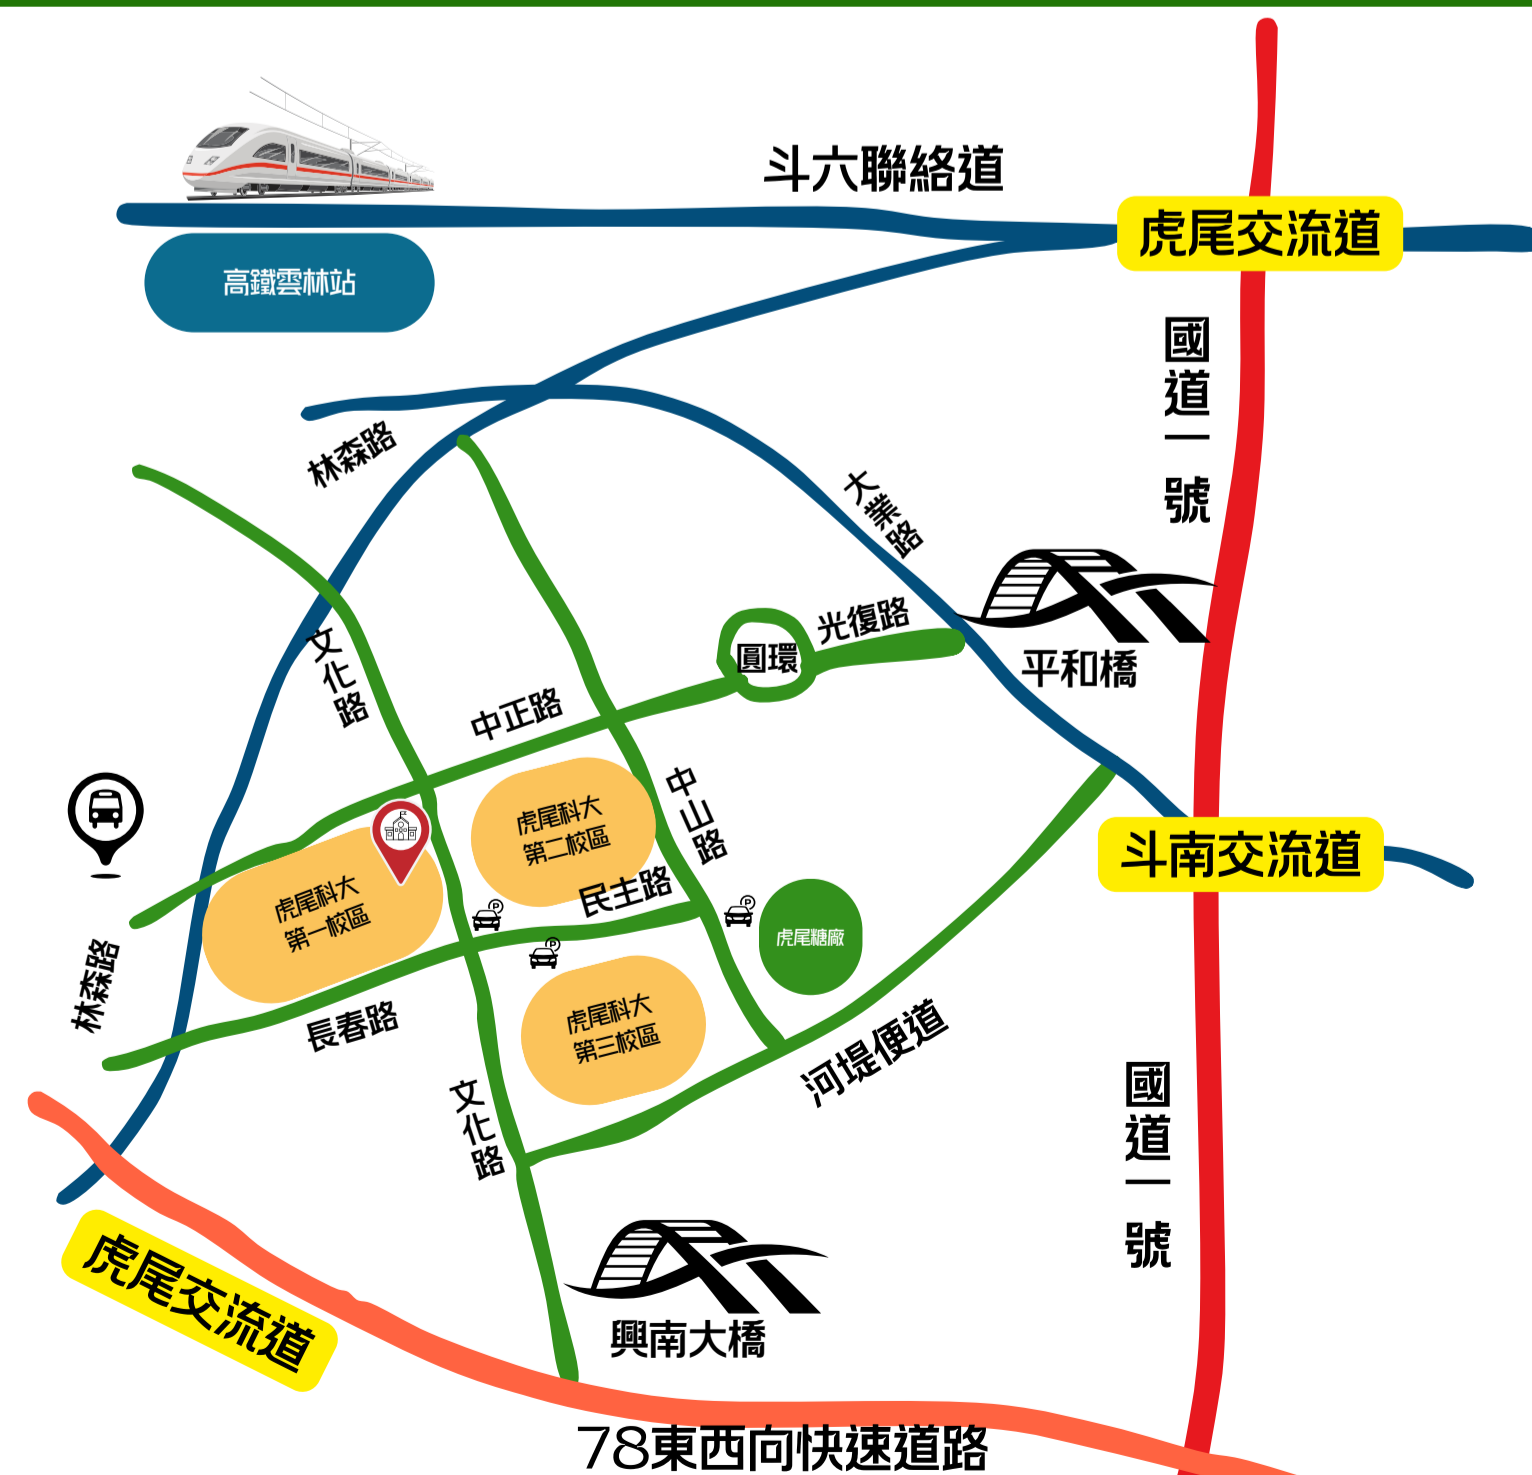 斗六聯絡道
虎尾交流道
高鐵雲林站
國道一號
林森路
大業路
光復路
圓環
平和橋
文化路
中正路
中山路
虎尾科大
第二校區
斗南交流道
虎尾科大
第一校區
民主路
P
P
P
虎尾糖廠
林森路
長春路
虎尾科大
第三校區
河堤便道
文化路
國道一號
虎尾交流道
興南大橋
78東西向快速道路